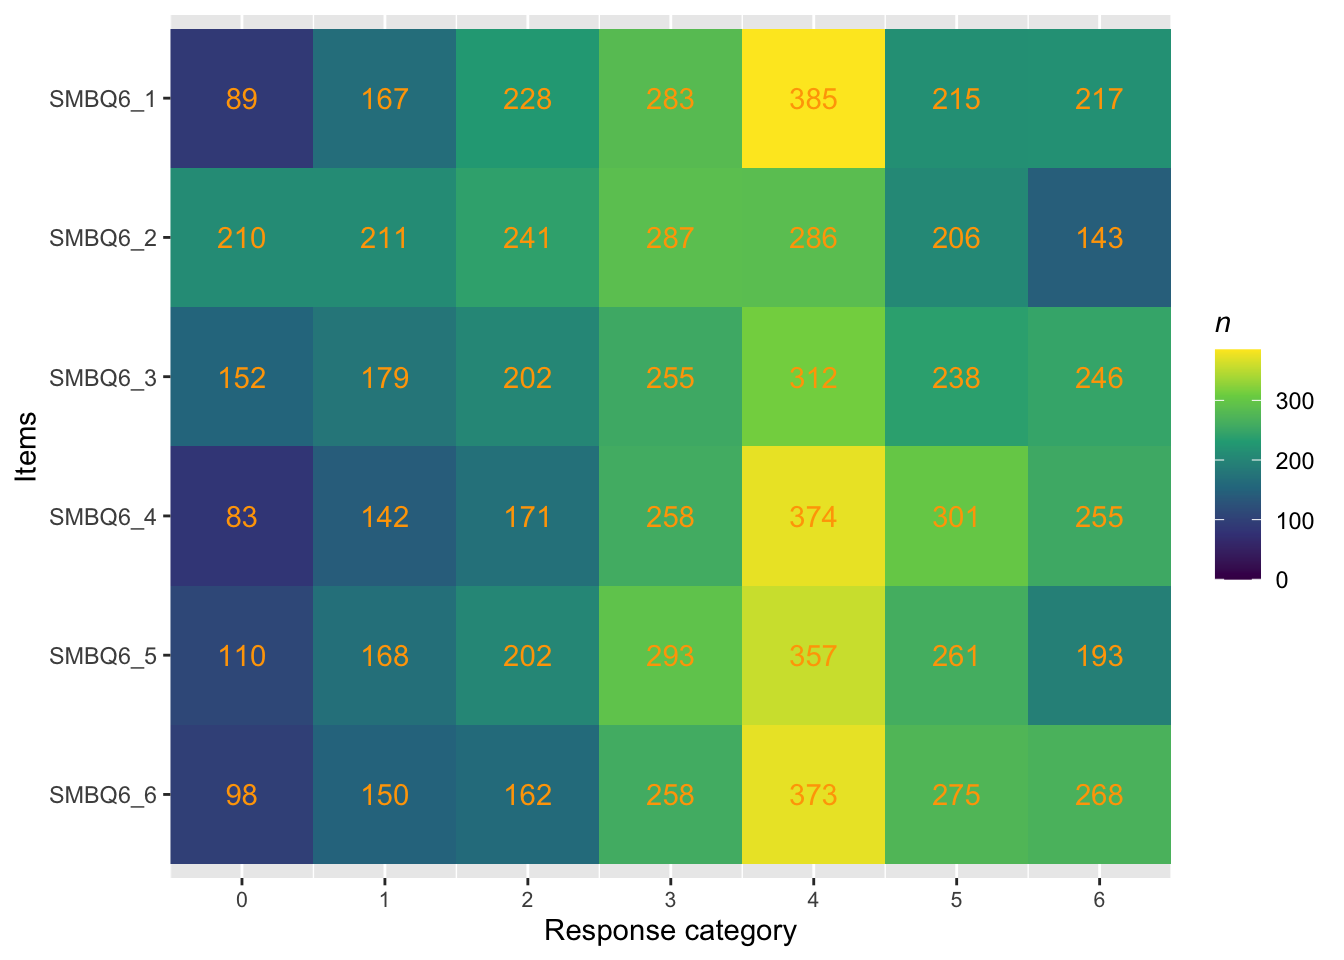 SMBQ6_1 89 167 228 283 385 215 217
SMBQ6_2 210 211 241 287 286 206 143
SMBQ6_3 152 179 202 255 312 238 246
SMBQ6_4 83 142 171 258 374 301 255
SMBQ6_5 110 168 202 293 357 261 193
SMBQ6_6 98 150 162 258 373 275 268
0 1 2 3 4 5 6
Response category
Items
n
300
200
100
0